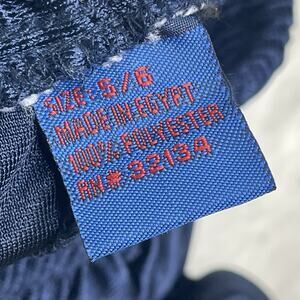 SIZE: 5/6
MADE IN EGYPT
100% POLYESTER
RN# 32134